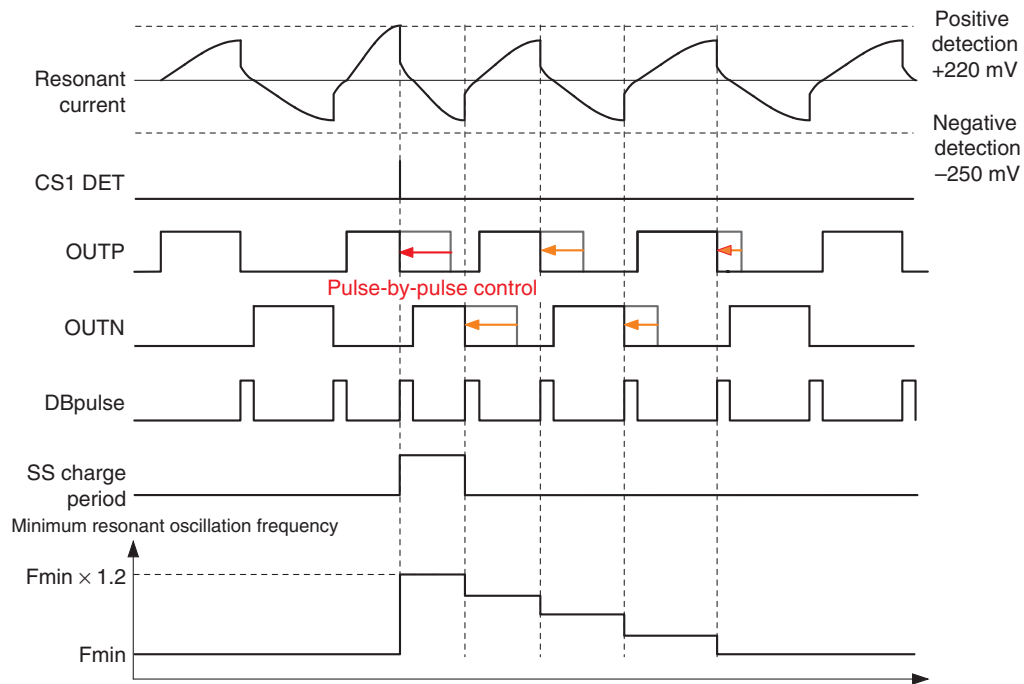 Positive
detection
+220 mV
Resonant
current
Negative
detection
–250 mV
CS1 DET
OUTP
Pulse-by-pulse control
OUTN
DBpulse
SS charge
period
Minimum resonant oscillation frequency
Fmin × 1.2
Fmin